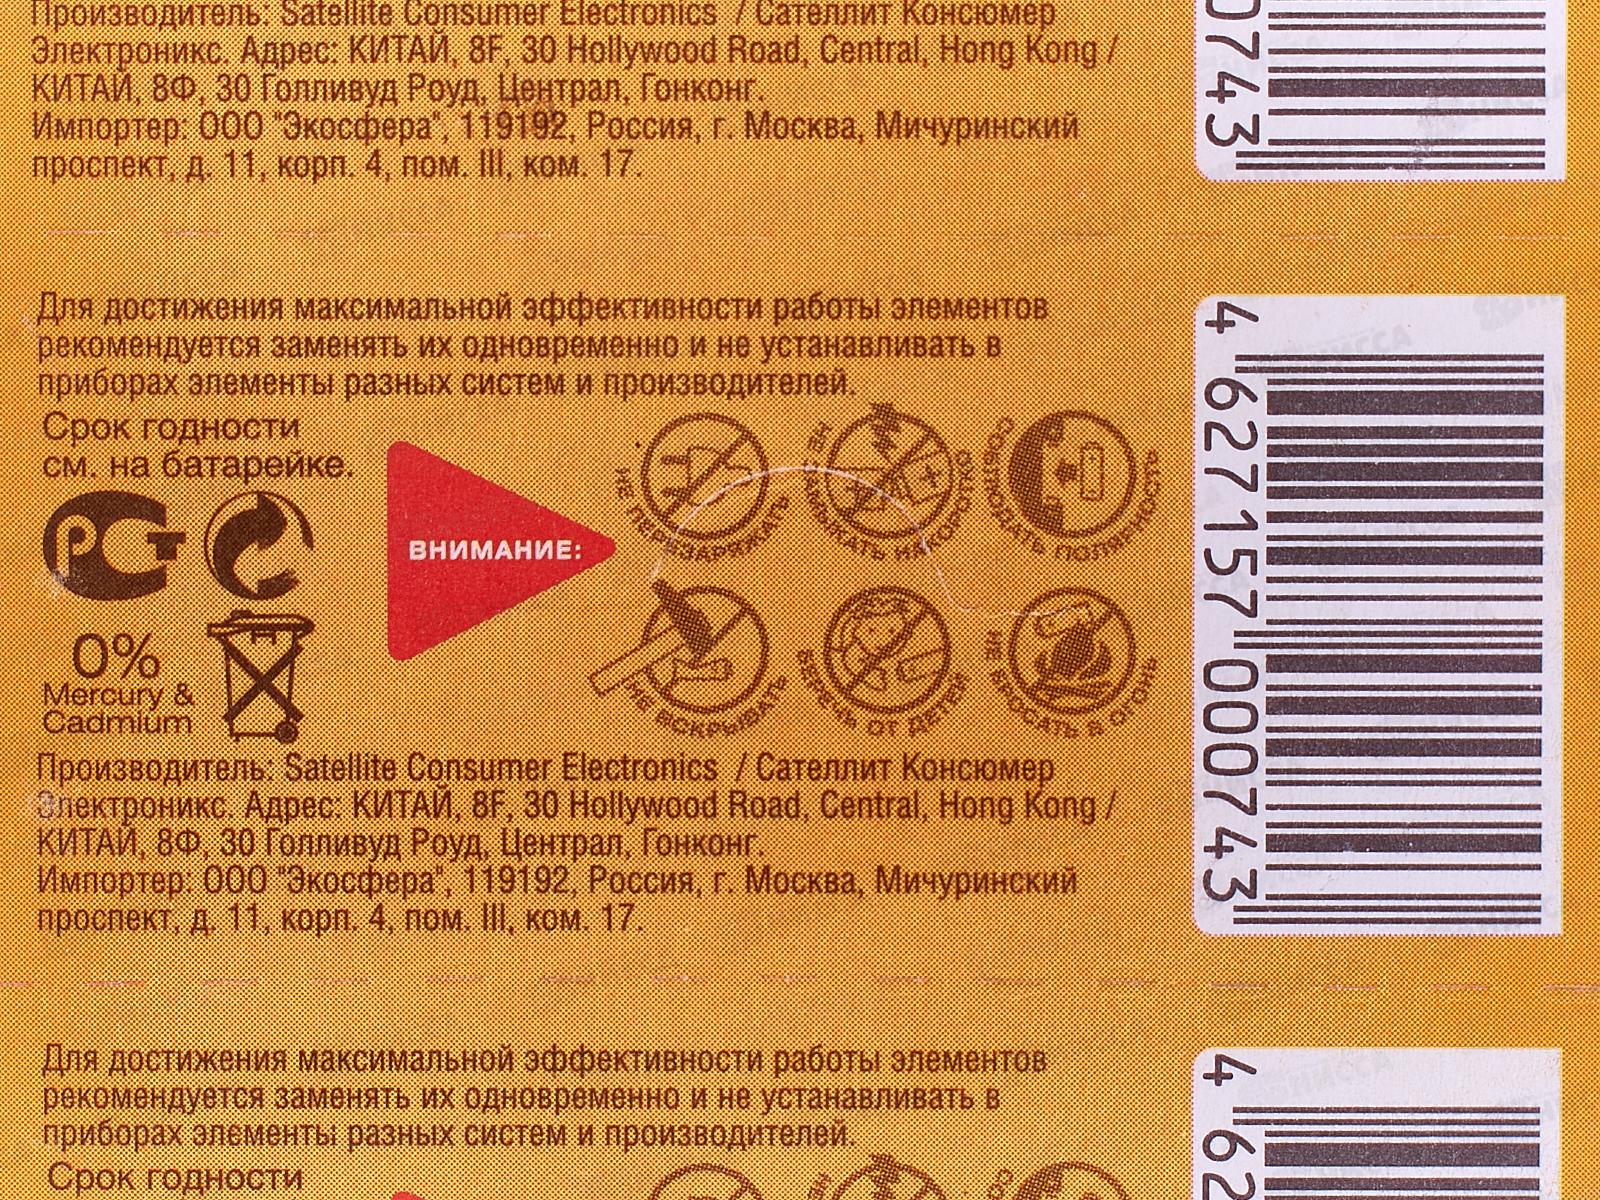 Производитель: Satellite Consumer Electronics / Сателлит Консюмер
Электроникс. Адрес: КИТАЙ, 8F, 30 Hollywood Road, Central, Hong Kong /
КИТАЙ, 8Ф, 30 Голливуд Роуд, Централ, Гонконг.
Импортер: ООО "Экосфера", 119192, Россия, г. Москва, Мичуринский
проспект, д. 11, корп. 4, пом. III, ком. 17.
0743
Для достижения максимальной эффективности работы элементов
рекомендуется заменять их одновременно и не устанавливать в
приборах элементы разных систем и производителей.
Срок годности
см. на батарейке.
РСТ
0%
Mercury &
Cadmium
ВНИМАНИЕ:
НЕ ПЕРЕЗАРЯЖАТЬ
НЕ ЗАМЫКАТЬ НАКОРОТКО
СОБЛЮДАТЬ ПОЛЯРНОСТЬ
НЕ ВСКРЫВАТЬ
БЕРЕЧЬ ОТ ДЕТЕЙ
НЕ БРОСАТЬ В ОГОНЬ
Производитель: Satellite Consumer Electronics / Сателлит Консюмер
Электроникс. Адрес: КИТАЙ, 8F, 30 Hollywood Road, Central, Hong Kong /
КИТАЙ, 8Ф, 30 Голливуд Роуд, Централ, Гонконг.
Импортер: ООО "Экосфера", 119192, Россия, г. Москва, Мичуринский
проспект, д. 11, корп. 4, пом. III, ком. 17.
4 627157 000743
Для достижения максимальной эффективности работы элементов
рекомендуется заменять их одновременно и не устанавливать в
приборах элементы разных систем и производителей.
Срок годности
4 62